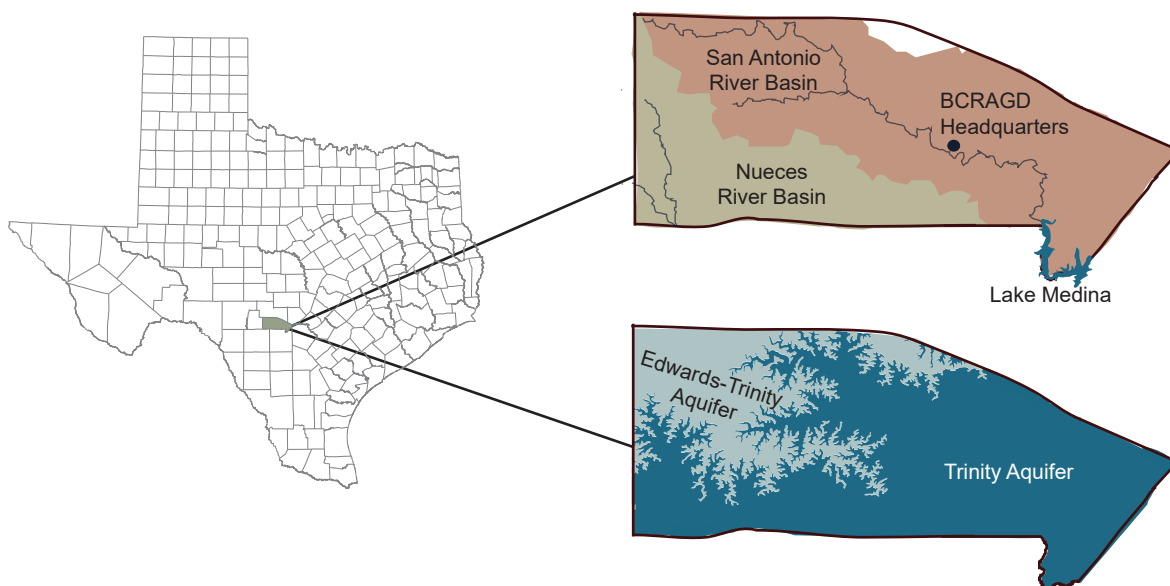 San Antonio
River Basin
BCRAGD
Headquarters
Nueces
River Basin
Lake Medina
Edwards-Trinity
Aquifer
Trinity Aquifer